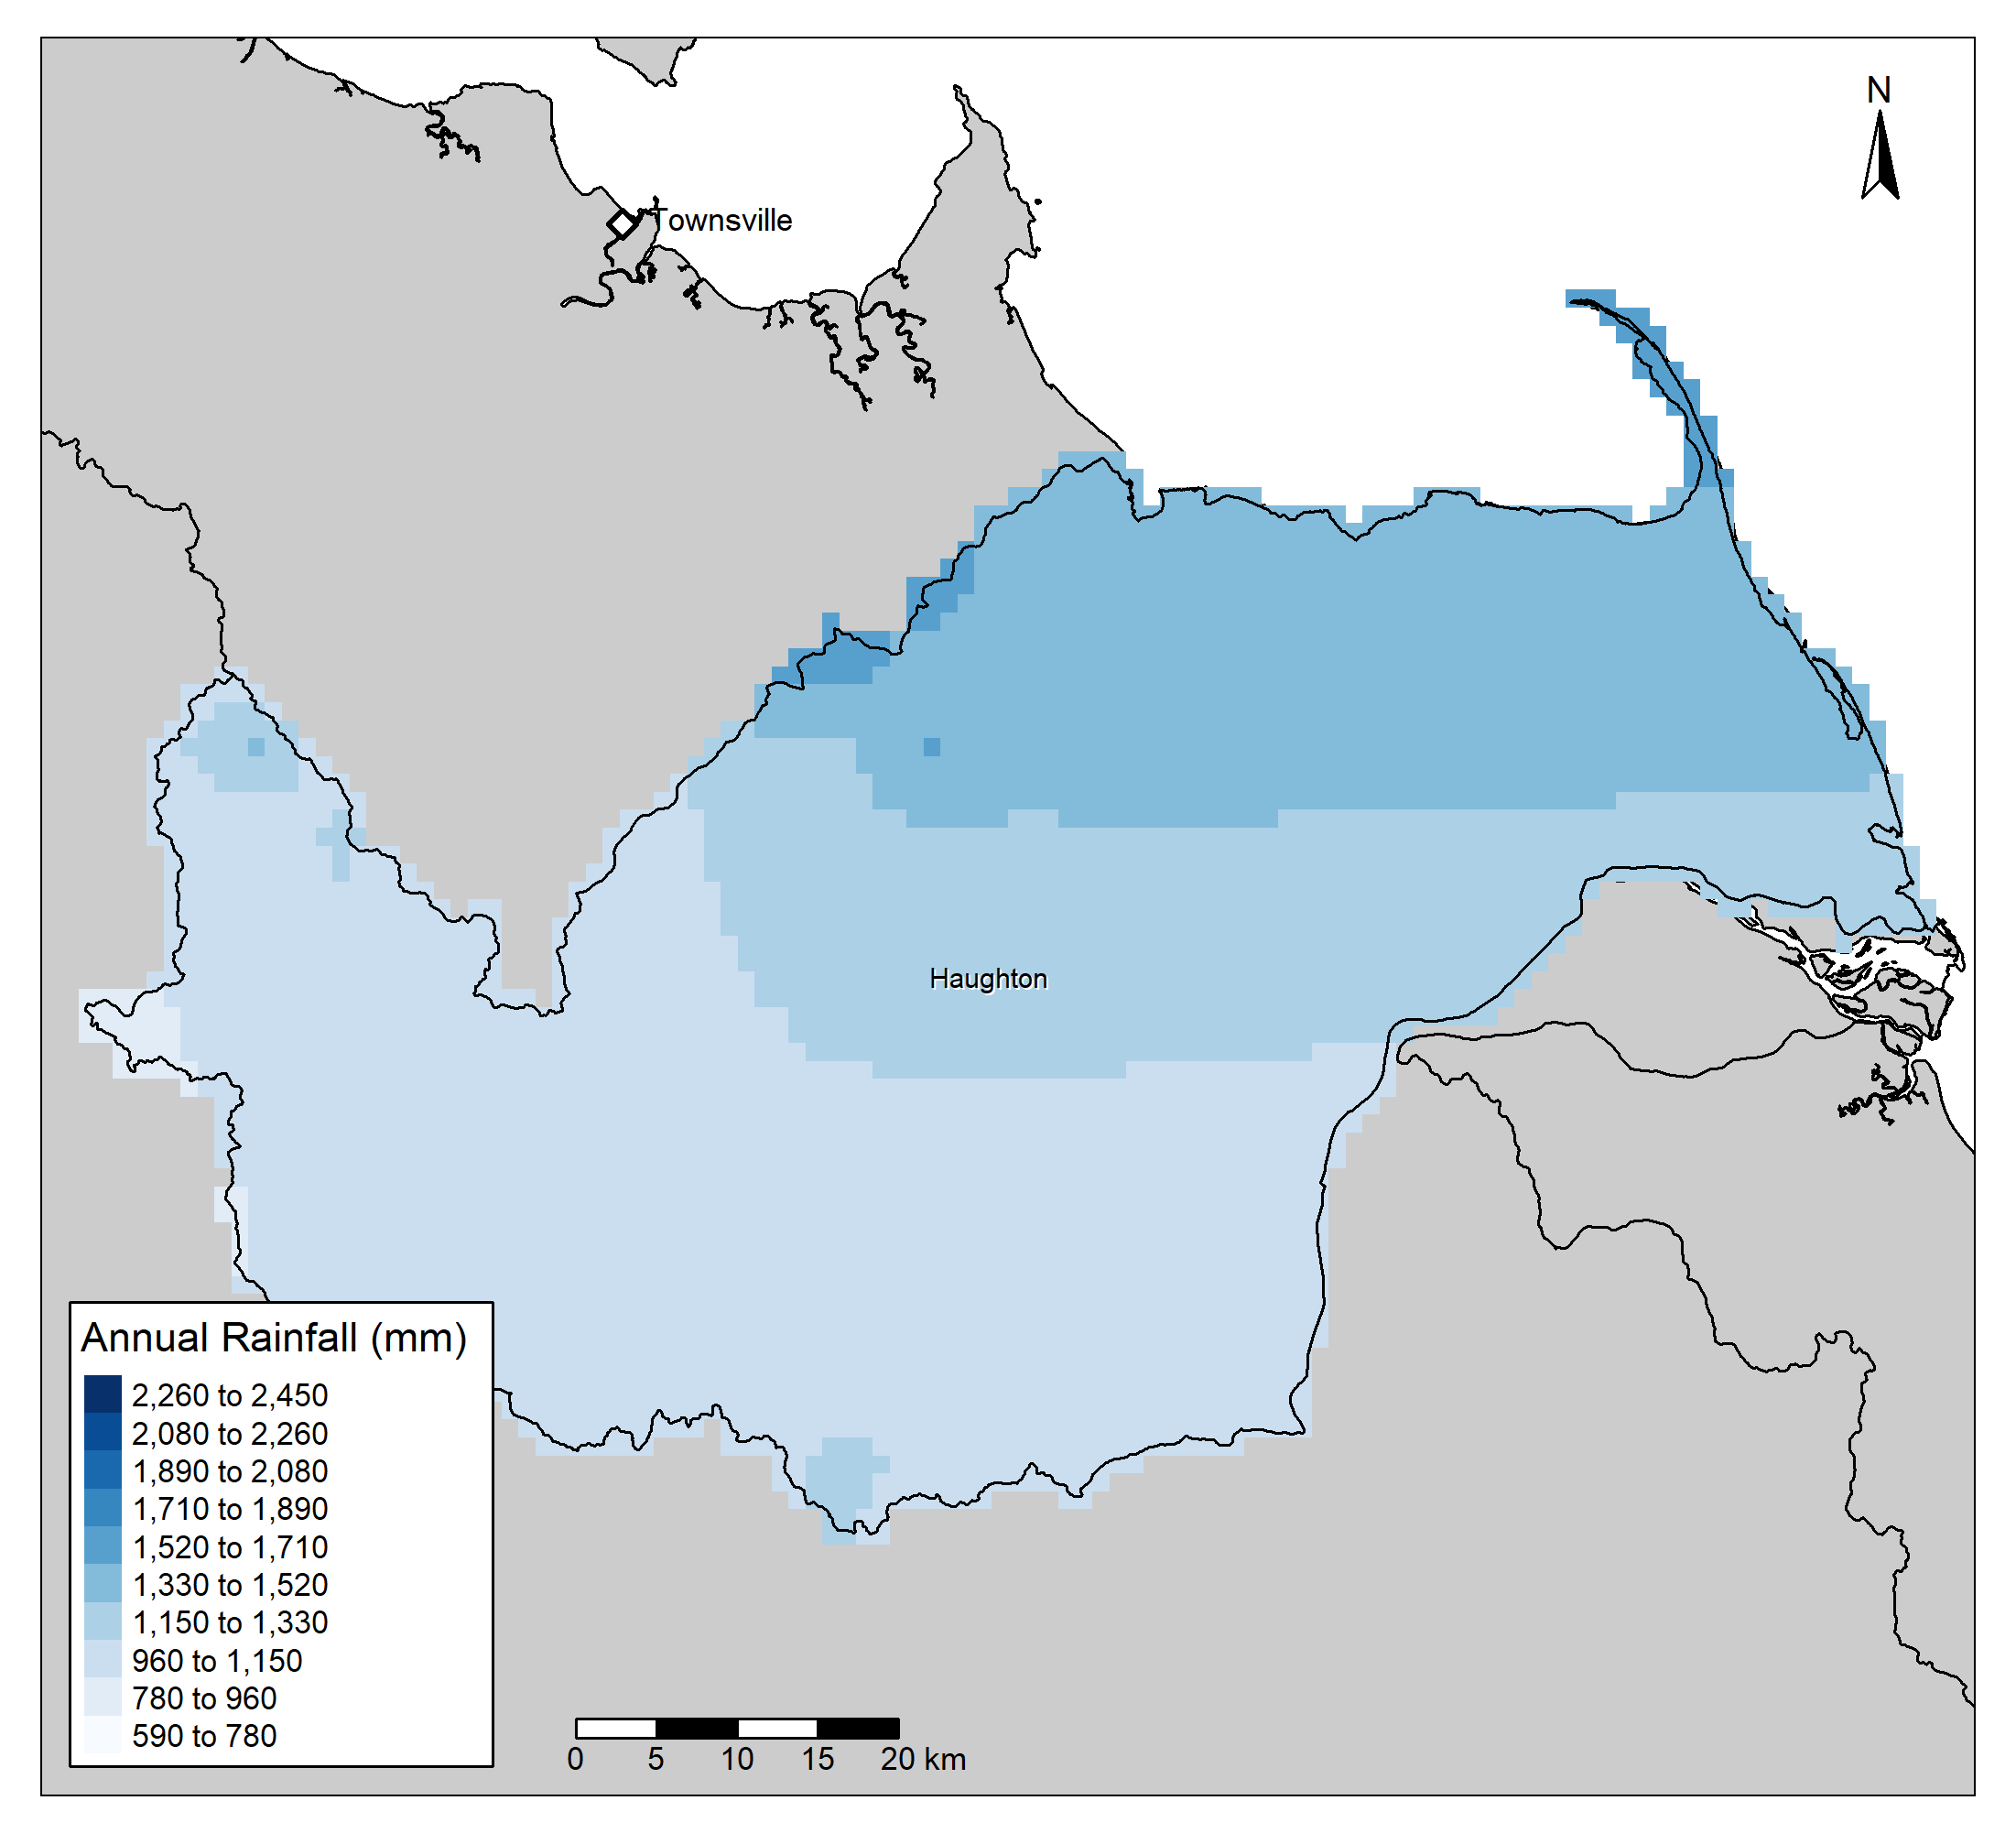 N
Townsville
Haughton
Annual Rainfall (mm)
2,260 to 2,450
2,080 to 2,260
1,890 to 2,080
1,710 to 1,890
1,520 to 1,710
1,330 to 1,520
1,150 to 1,330
960 to 1,150
780 to 960
590 to 780
0 5 10 15 20 km